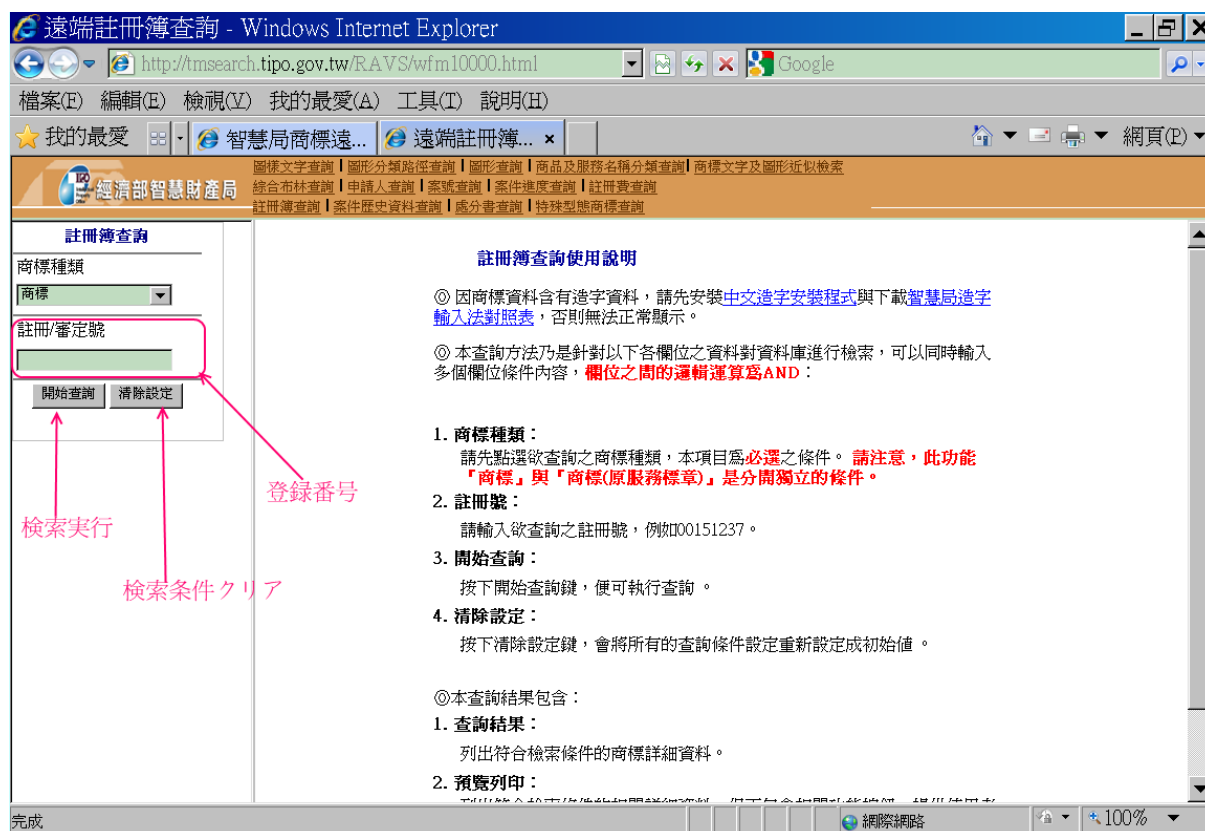 遠端註冊簿查詢 - Windows Internet Explorer
http://tmsearch.tipo.gov.tw/RAVS/wfm10000.html
Google
檔案(F) 編輯(E) 檢視(V) 我的最愛(A) 工具(T) 說明(H)
我的最愛 智慧局商標遠... 遠端註冊簿... 網頁(P)
經濟部智慧財產局
圖樣文字查詢 | 圖形分類路徑查詢 | 圖形查詢 | 商品及服務名稱分類查詢 | 商標文字及圖形近似檢索
綜合布林查詢 | 申請人查詢 | 案號查詢 | 案件進度查詢 | 註冊費查詢
註冊簿查詢 | 案件歷史資料查詢 | 處分書查詢 | 特殊型態商標查詢
註冊簿查詢
商標種類
商標
註冊/審定號
開始查詢 清除設定
登録番号
検索実行
検索条件クリア
註冊簿查詢使用說明
◎ 因商標資料含有造字資料，請先安裝中文造字安裝程式與下載智慧局造字
輸入法對照表，否則無法正常顯示。
◎ 本查詢方法乃是針對以下各欄位之資料對資料庫進行檢索，可以同時輸入
多個欄位條件內容，欄位之間的邏輯運算為AND：
1. 商標種類：
請先點選欲查詢之商標種類，本項目為必選之條件。 請注意，此功能
「商標」與「商標(原服務標章)」是分開獨立的條件。
2. 註冊號：
請輸入欲查詢之註冊號，例如00151237。
3. 開始查詢：
按下開始查詢鍵，便可執行查詢 。
4. 清除設定：
按下清除設定鍵，會將所有的查詢條件設定重新設定成初始值 。
◎本查詢結果包含：
1. 查詢結果：
列出符合檢索條件的商標詳細資料。
2. 預覽列印：
完成
網際網路
100%